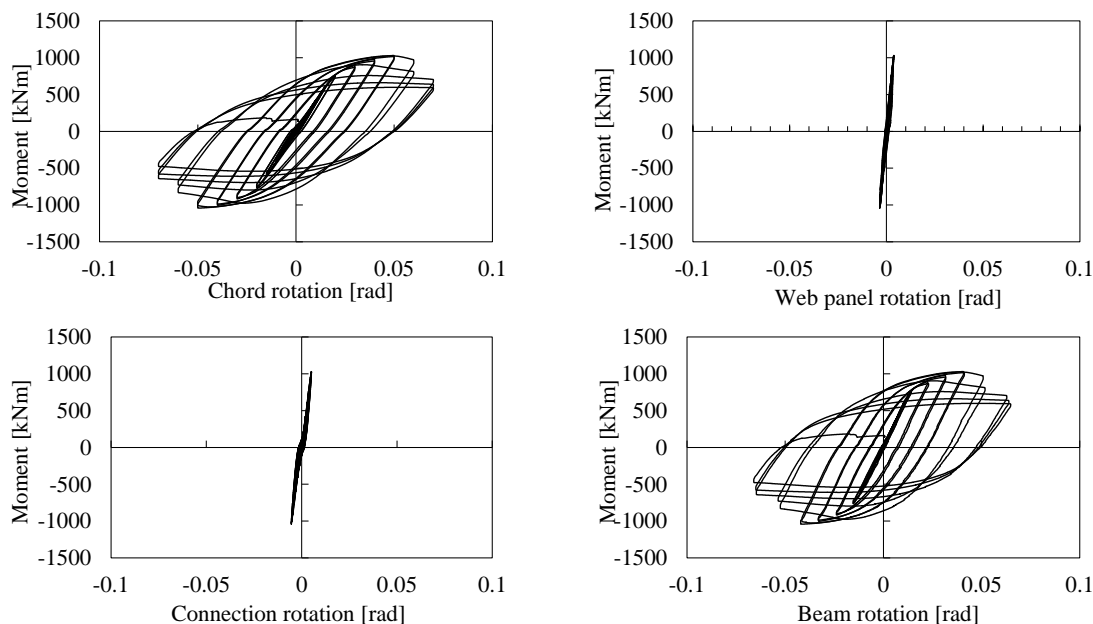 1500
1000
500
0
-500
-1000
-1500
Moment [kNm]
-0.1 -0.05 0 0.05 0.1
Chord rotation [rad]
1500
1000
500
0
-500
-1000
-1500
Moment [kNm]
-0.1 -0.05 0 0.05 0.1
Web panel rotation [rad]
1500
1000
500
0
-500
-1000
-1500
Moment [kNm]
-0.1 -0.05 0 0.05 0.1
Connection rotation [rad]
1500
1000
500
0
-500
-1000
-1500
Moment [kNm]
-0.1 -0.05 0 0.05 0.1
Beam rotation [rad]